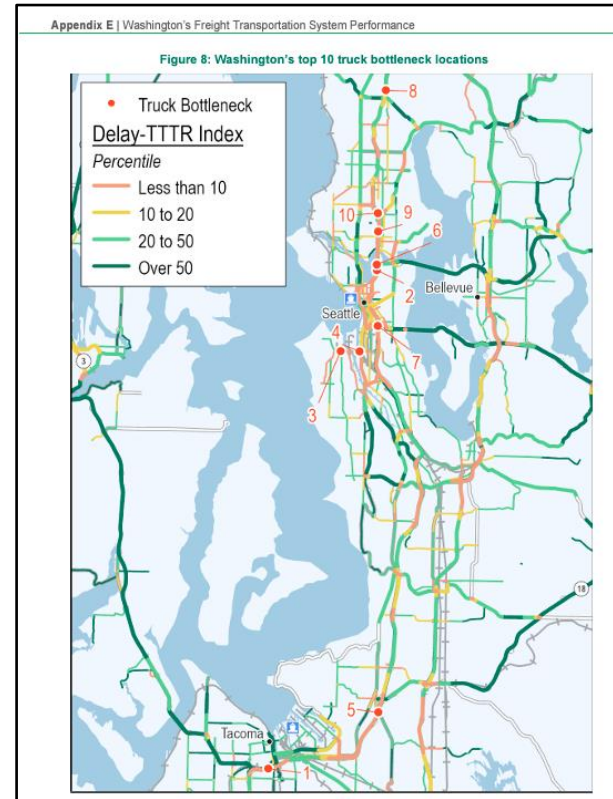 Appendix E | Washington's Freight Transportation System Performance
Figure 8: Washington's top 10 truck bottleneck locations
Truck Bottleneck
Delay-TTTR Index
Percentile
Less than 10
10 to 20
20 to 50
Over 50
8
10
9
6
2
Bellevue
Seattle
4
7
3
3
18
5
Tacoma
1